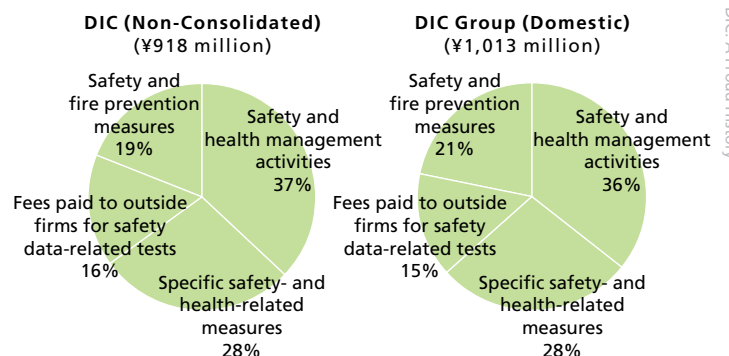 DIC (Non-Consolidated)
(¥918 million)
Safety and
fire prevention
measures
19%
Safety and
health management
activities
37%
Fees paid to outside
firms for safety
data-related tests
16%
Specific safety- and
health-related
measures
28%
DIC Group (Domestic)
(¥1,013 million)
Safety and
fire prevention
measures
21%
Safety and
health management
activities
36%
Fees paid to outside
firms for safety
data-related tests
15%
Specific safety- and
health-related
measures
28%